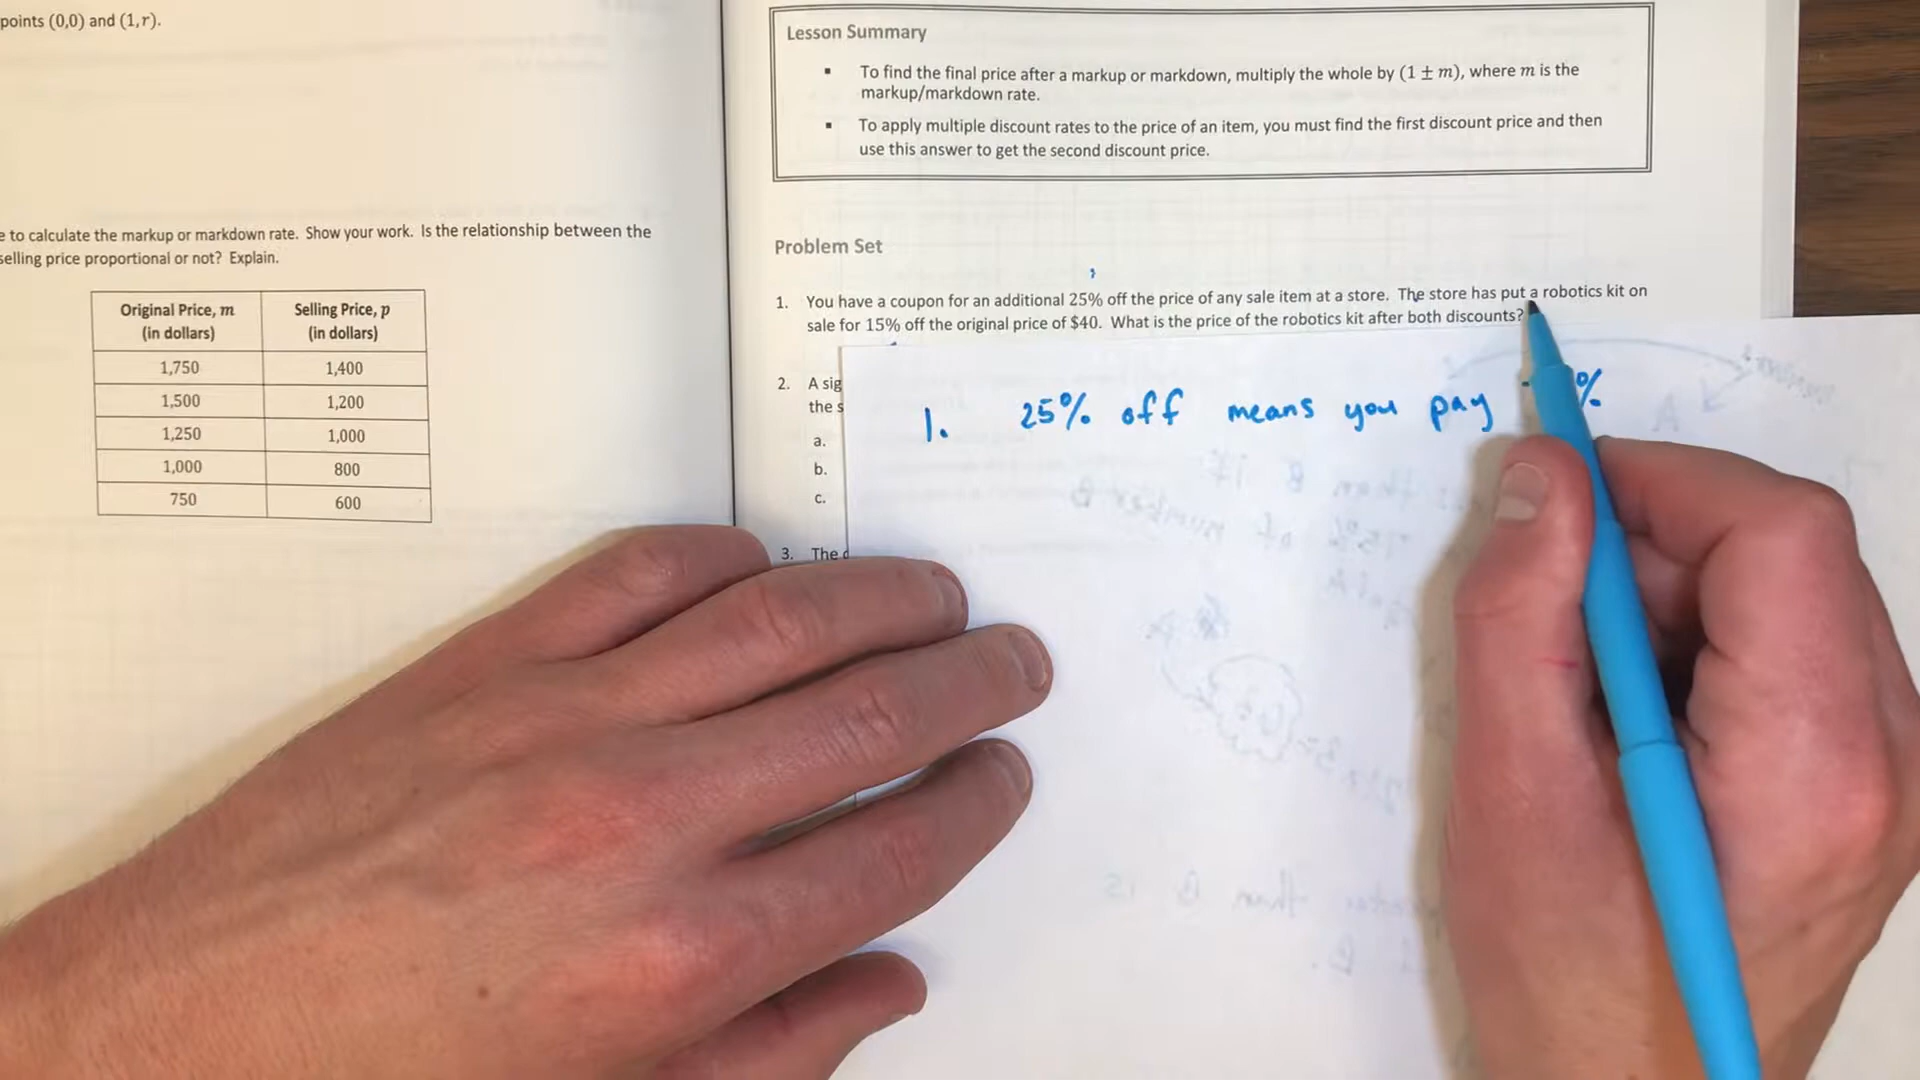 points (0,0) and (1,r).
e to calculate the markup or markdown rate. Show your work. Is the relationship between the
selling price proportional or not? Explain.
Original Price, m
(in dollars)
Selling Price, p
(in dollars)
1,750 1,400
1,500 1,200
1,250 1,000
1,000 800
750 600
Lesson Summary
▪ To find the final price after a markup or markdown, multiply the whole by (1 ± m), where m is the
markup/markdown rate.
▪ To apply multiple discount rates to the price of an item, you must find the first discount price and then
use this answer to get the second discount price.
Problem Set
1. You have a coupon for an additional 25% off the price of any sale item at a store. The store has put a robotics kit on
sale for 15% off the original price of $40. What is the price of the robotics kit after both discounts?
2. A sig
the s
a.
b.
c.
3. The
1. 25% off means you pay %